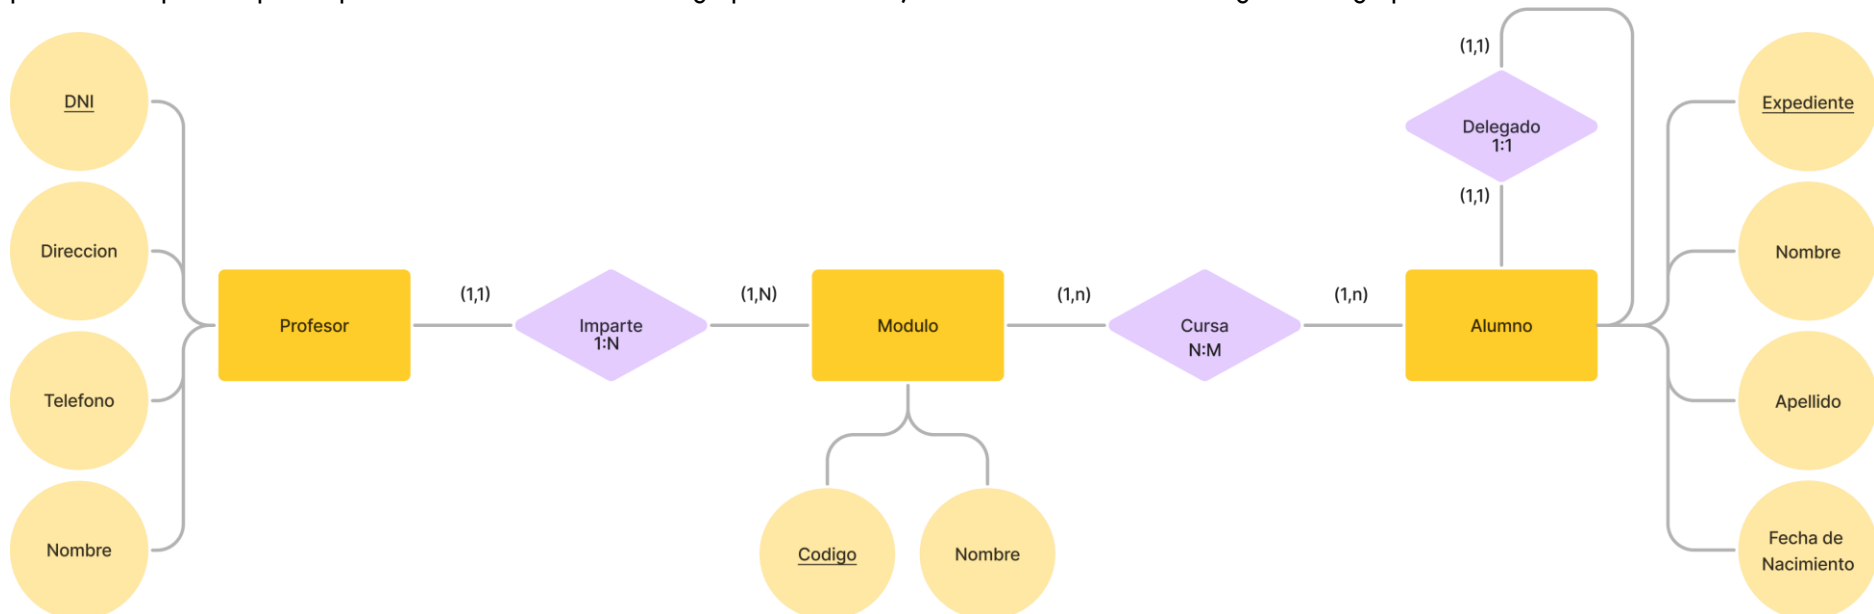 (1,1)
DNI
Expediente
Delegado
1:1
(1,1)
Direccion
Nombre
(1,1)
(1,N)
(1,n)
(1,n)
Profesor
Imparte
1:N
Modulo
Cursa
N:M
Alumno
Telefono
Apellido
Nombre
Codigo
Nombre
Fecha de
Nacimiento